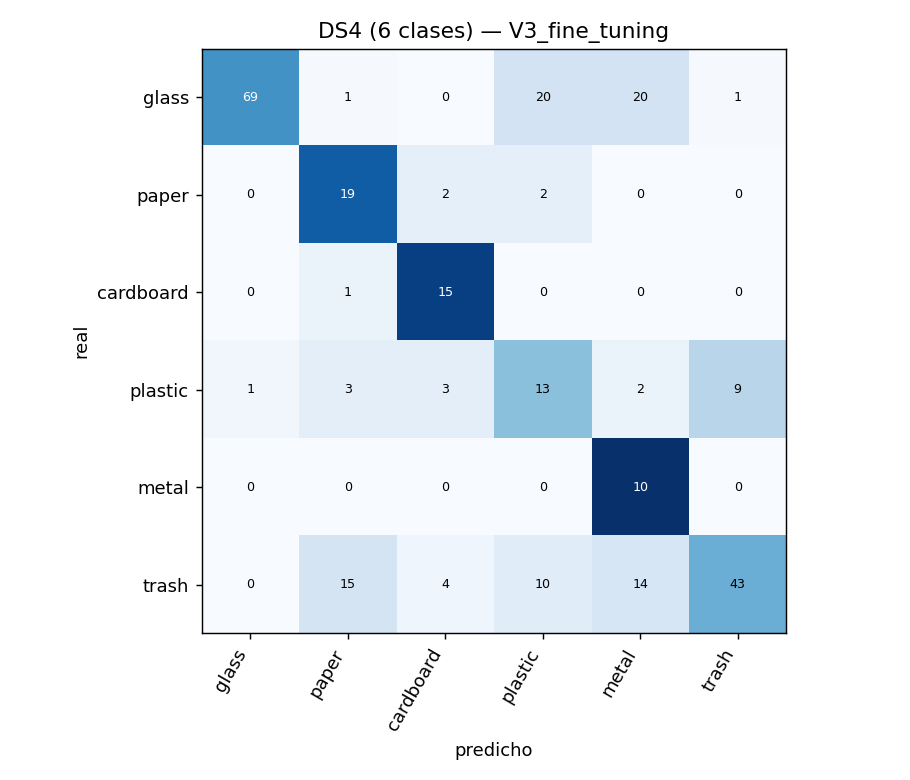 DS4 (6 clases) — V3_fine_tuning
glass 69 1 0 20 20 1
paper 0 19 2 2 0 0
cardboard 0 1 15 0 0 0
real
plastic 1 3 3 13 2 9
metal 0 0 0 0 10 0
trash 0 15 4 10 14 43
glass paper cardboard plastic metal trash
predicho